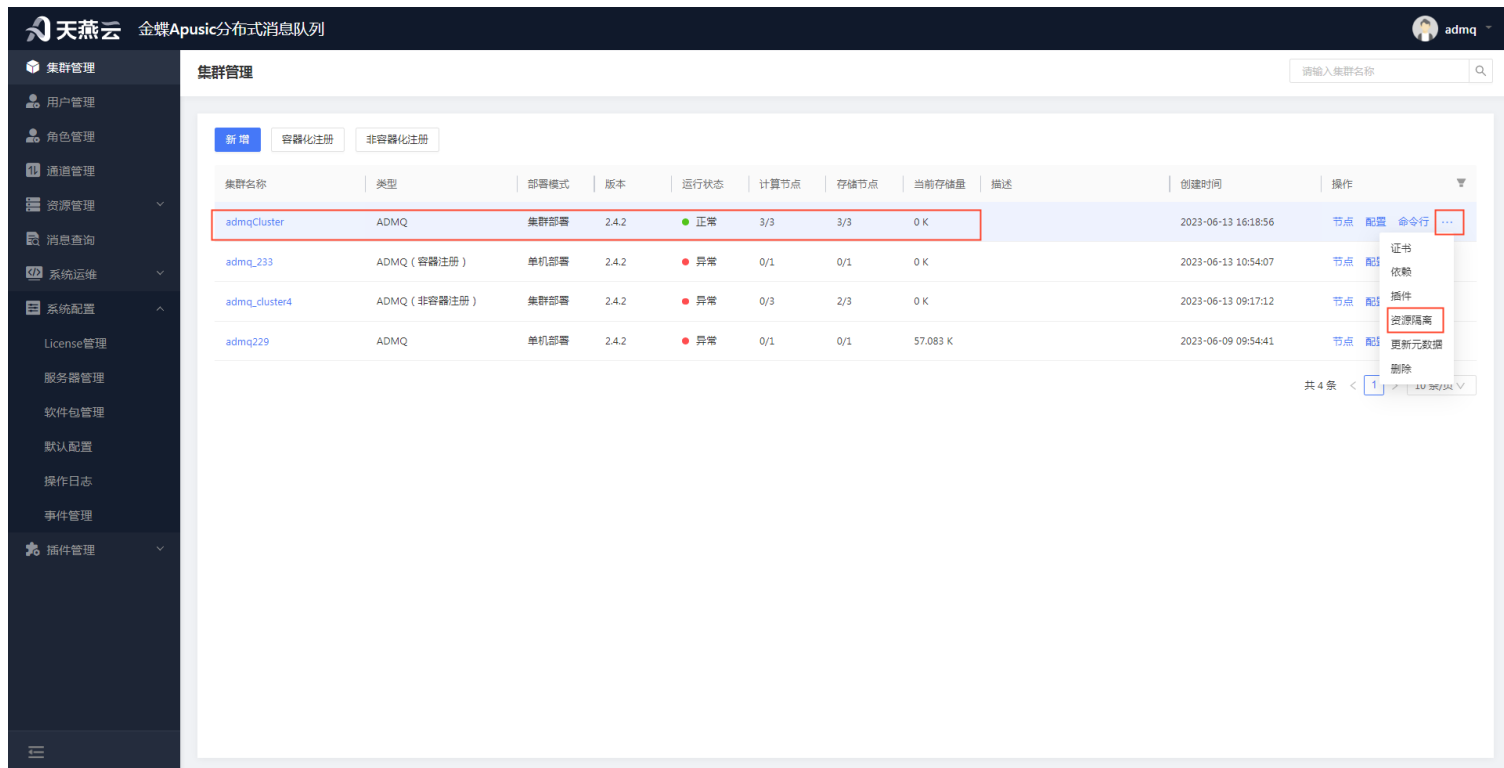 天燕云 金蝶Apusic分布式消息队列 admq
集群管理
用户管理
角色管理
通道管理
资源管理
消息查询
系统运维
系统配置
License管理
服务器管理
软件包管理
默认配置
操作日志
事件管理
插件管理
集群管理 请输入集群名称
新增 容器化注册 非容器化注册
集群名称 类型 部署模式 版本 运行状态 计算节点 存储节点 当前存储量 描述 创建时间 操作
admqCluster ADMQ 集群部署 2.4.2 正常 3/3 3/3 0 K 2023-06-13 16:18:56 节点 配置 命令行 ···
admq_233 ADMQ（容器注册） 单机部署 2.4.2 异常 0/1 0/1 0 K 2023-06-13 10:54:07 节点
admq_cluster4 ADMQ（非容器注册） 集群部署 2.4.2 异常 0/3 2/3 0 K 2023-06-13 09:17:12 节点
admq229 ADMQ 单机部署 2.4.2 异常 0/1 0/1 57.083 K 2023-06-09 09:54:41 节点
证书
依赖
插件
资源隔离
更新元数据
删除
共 4 条 < 1 > 10 条/页